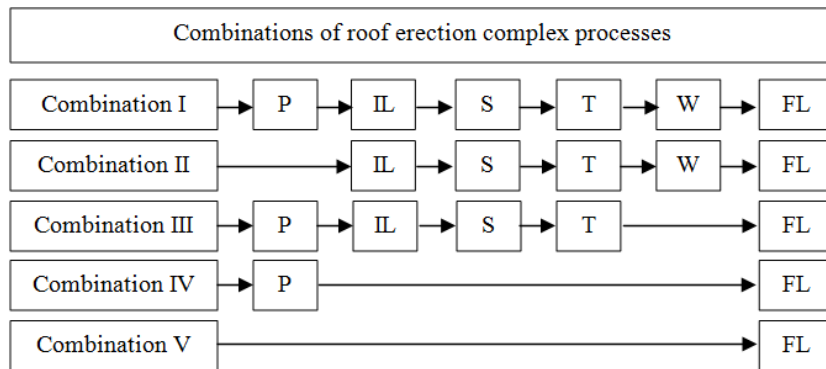 Combinations of roof erection complex processes
Combination I P IL S T W FL
Combination II IL S T W FL
Combination III P IL S T FL
Combination IV P FL
Combination V FL